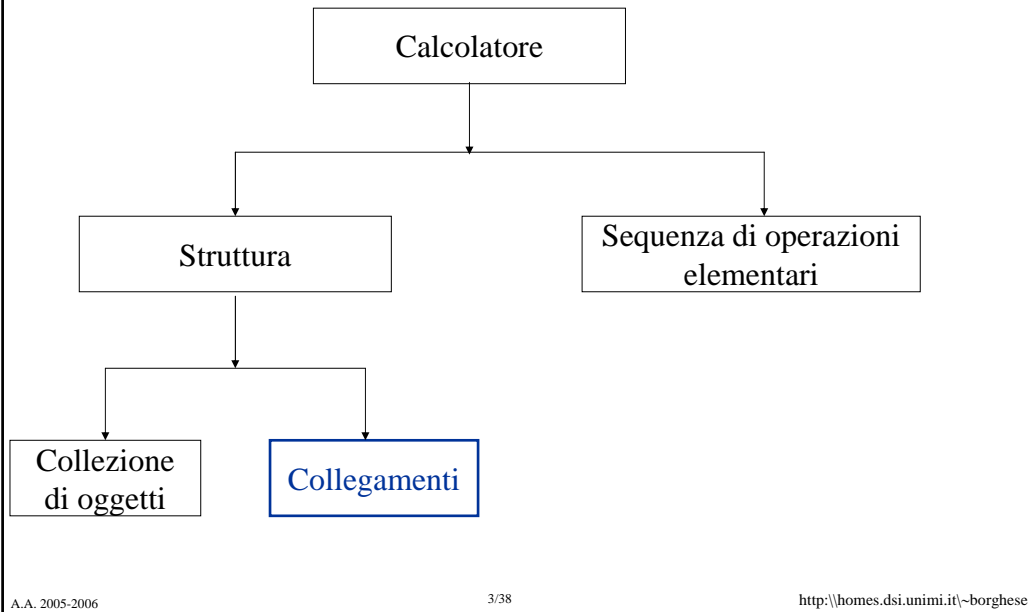 Calcolatore
Struttura
Sequenza di operazioni
elementari
Collezione
di oggetti
Collegamenti
A.A. 2005-2006
3/38
http:\\homes.dsi.unimi.it\~borghese